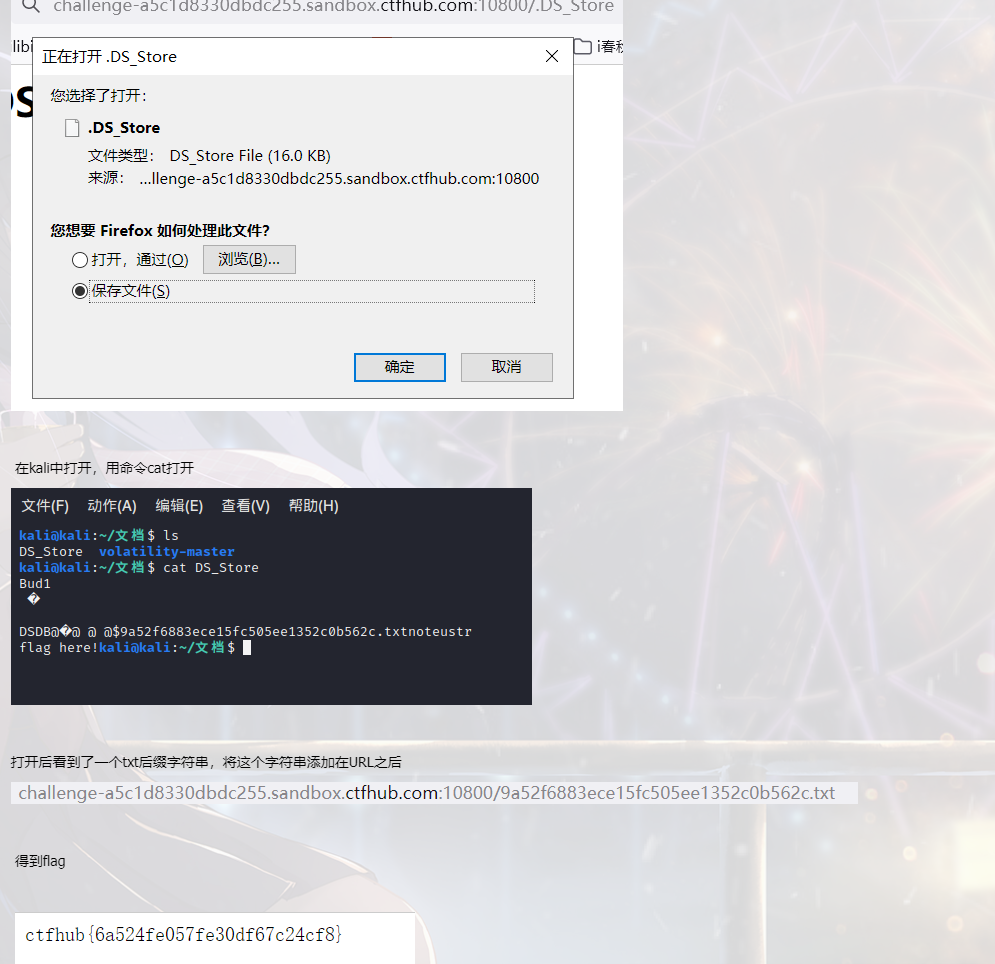 challenge-a5c1d8330dbdc255.sandbox.ctfhub.com:10800/.DS_Store
libi
i春秋
正在打开 .DS_Store
DS
您选择了打开:
.DS_Store
文件类型: DS_Store File (16.0 KB)
来源: ...llenge-a5c1d8330dbdc255.sandbox.ctfhub.com:10800
您想要 Firefox 如何处理此文件?
打开，通过(O) 浏览(B)...
保存文件(S)
确定 取消
在kali中打开，用命令cat打开
文件(F) 动作(A) 编辑(E) 查看(V) 帮助(H)
kali@kali:~/文档$ ls
DS_Store volatility-master
kali@kali:~/文档$ cat DS_Store
Bud1
�
DSDB@�@ @ @$9a52f6883ece15fc505ee1352c0b562c.txtnoteustr
flag here!kali@kali:~/文档$
打开后看到了一个txt后缀字符串，将这个字符串添加在URL之后
challenge-a5c1d8330dbdc255.sandbox.ctfhub.com:10800/9a52f6883ece15fc505ee1352c0b562c.txt
得到flag
ctfhub{6a524fe057fe30df67c24cf8}